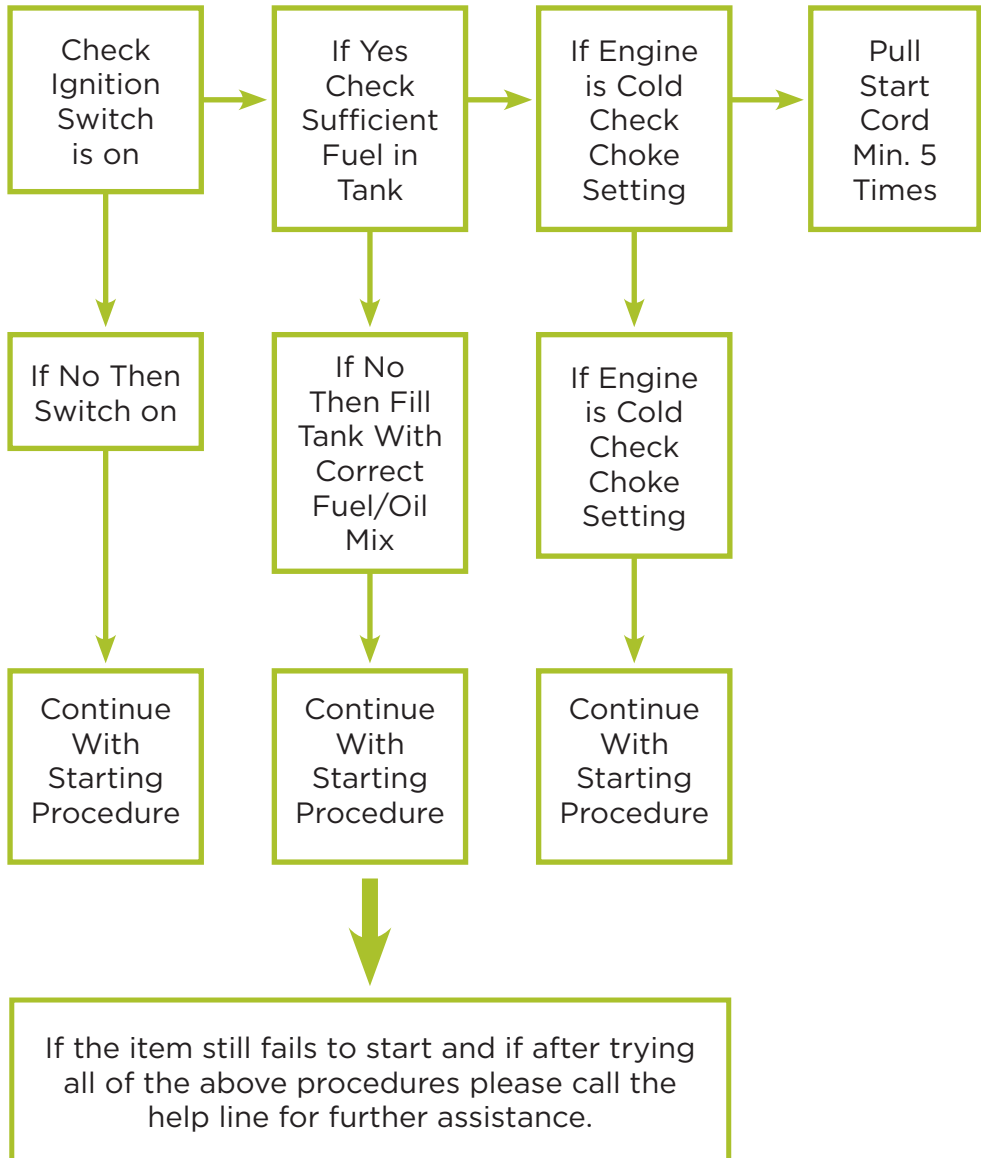 Check
Ignition
Switch
is on
If Yes
Check
Sufficient
Fuel in
Tank
If Engine
is Cold
Check
Choke
Setting
Pull
Start
Cord
Min. 5
Times
If No Then
Switch on
If No
Then Fill
Tank With
Correct
Fuel/Oil
Mix
If Engine
is Cold
Check
Choke
Setting
Continue
With
Starting
Procedure
Continue
With
Starting
Procedure
Continue
With
Starting
Procedure
If the item still fails to start and if after trying
all of the above procedures please call the
help line for further assistance.